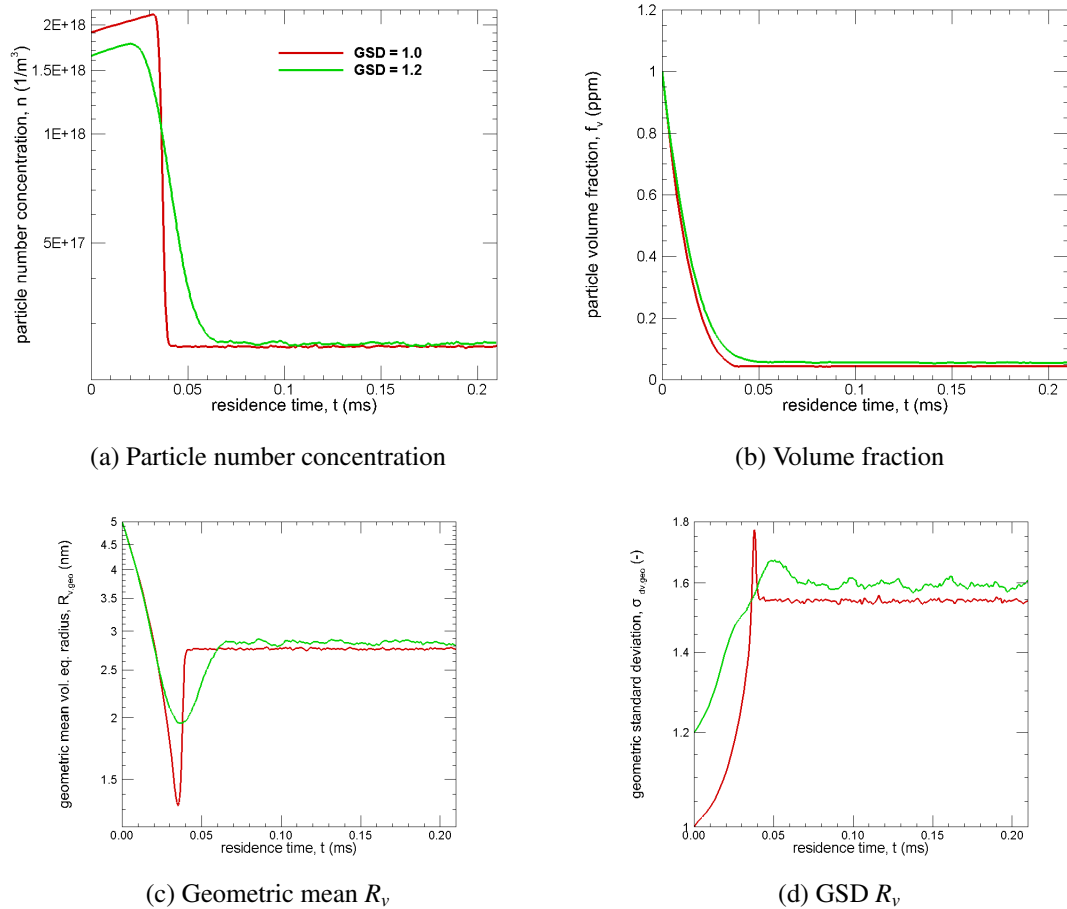 2E+18
1.5E+18
1E+18
5E+17
particle number concentration, n (1/m³)
GSD = 1.0
GSD = 1.2
0
0.05
0.1
0.15
0.2
residence time, t (ms)
(a) Particle number concentration
1.2
1
0.8
0.6
0.4
0.2
0
particle volume fraction, f_v (ppm)
0
0.05
0.1
0.15
0.2
residence time, t (ms)
(b) Volume fraction
5
4.5
4
3.5
3
2.5
2
1.5
geometric mean vol. eq. radius, R_v,geo (nm)
0.00
0.05
0.10
0.15
0.20
residence time, t (ms)
(c) Geometric mean R_v
1.8
1.6
1.4
1.2
1
geometric standard deviation, σ_dv,geo (-)
0.00
0.05
0.10
0.15
0.20
residence time, t (ms)
(d) GSD R_v